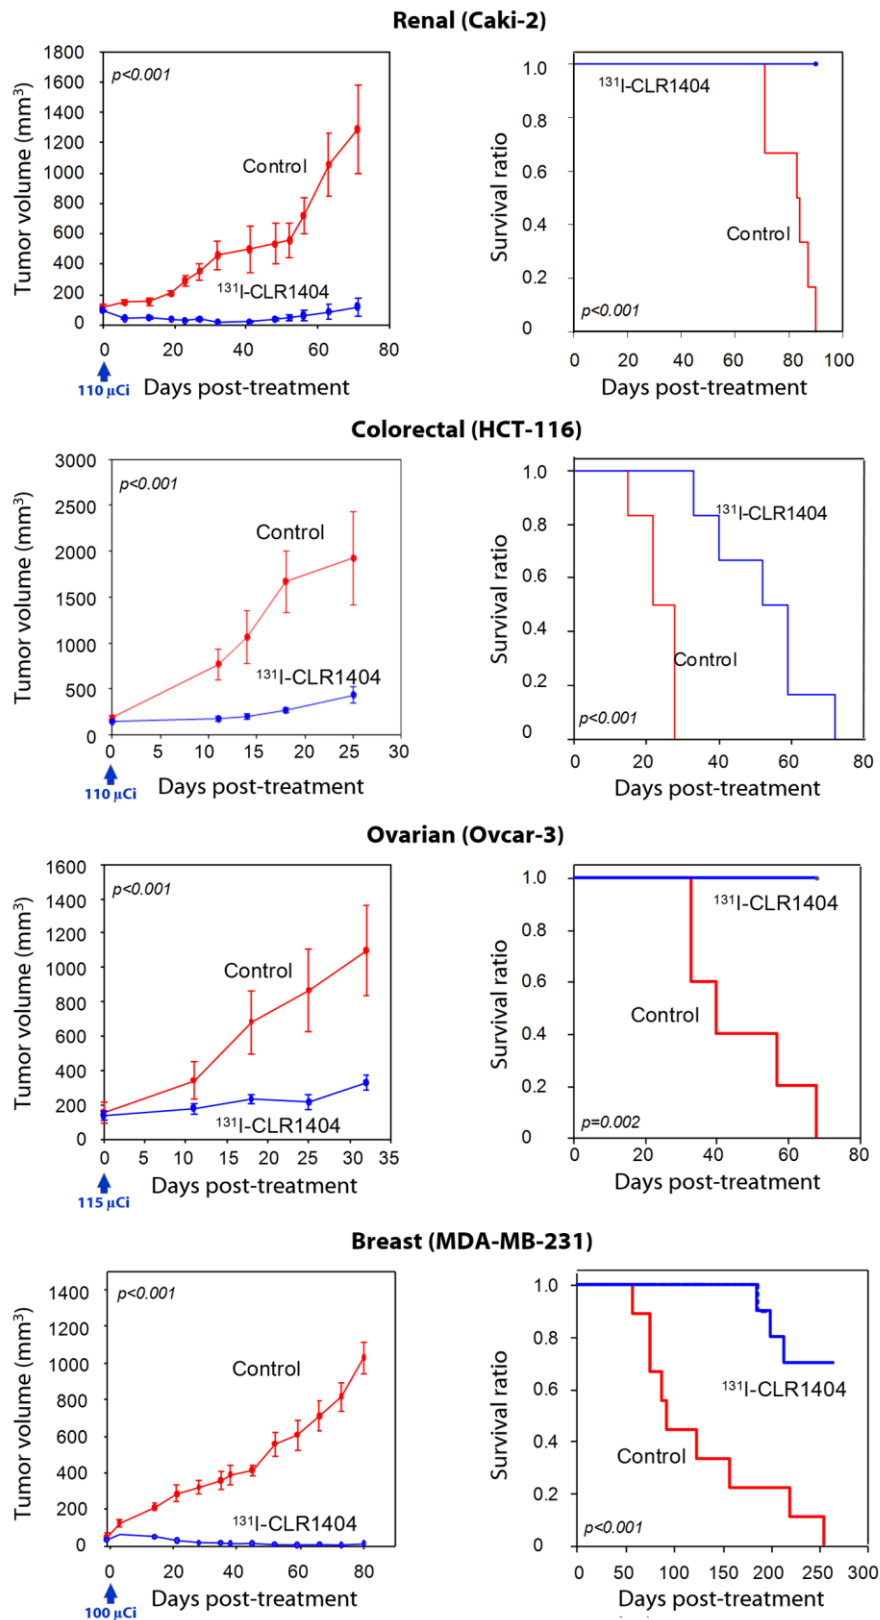 Renal (Caki-2)
Tumor volume (mm³)
1800
1600
1400
1200
1000
800
600
400
200
0
p<0.001
Control
¹³¹I-CLR1404
0 20 40 60 80
110 µCi
Days post-treatment
Survival ratio
1.0
0.8
0.6
0.4
0.2
0
¹³¹I-CLR1404
Control
p<0.001
0 20 40 60 80 100
Days post-treatment
Colorectal (HCT-116)
Tumor volume (mm³)
3000
2500
2000
1500
1000
500
0
p<0.001
Control
¹³¹I-CLR1404
0 5 10 15 20 25 30
110 µCi
Days post-treatment
Survival ratio
1.0
0.8
0.6
0.4
0.2
0
¹³¹I-CLR1404
Control
p<0.001
0 20 40 60 80
Days post-treatment
Ovarian (Ovcar-3)
Tumor volume (mm³)
1600
1400
1200
1000
800
600
400
200
0
p<0.001
Control
¹³¹I-CLR1404
0 5 10 15 20 25 30 35
115 µCi
Days post-treatment
Survival ratio
1.0
0.8
0.6
0.4
0.2
0
¹³¹I-CLR1404
Control
p=0.002
0 20 40 60 80
Days post-treatment
Breast (MDA-MB-231)
Tumor volume (mm³)
1400
1200
1000
800
600
400
200
0
p<0.001
Control
¹³¹I-CLR1404
0 20 40 60 80
100 µCi
Days post-treatment
Survival ratio
1.0
0.8
0.6
0.4
0.2
0
¹³¹I-CLR1404
Control
p<0.001
0 50 100 150 200 250 300
Days post-treatment